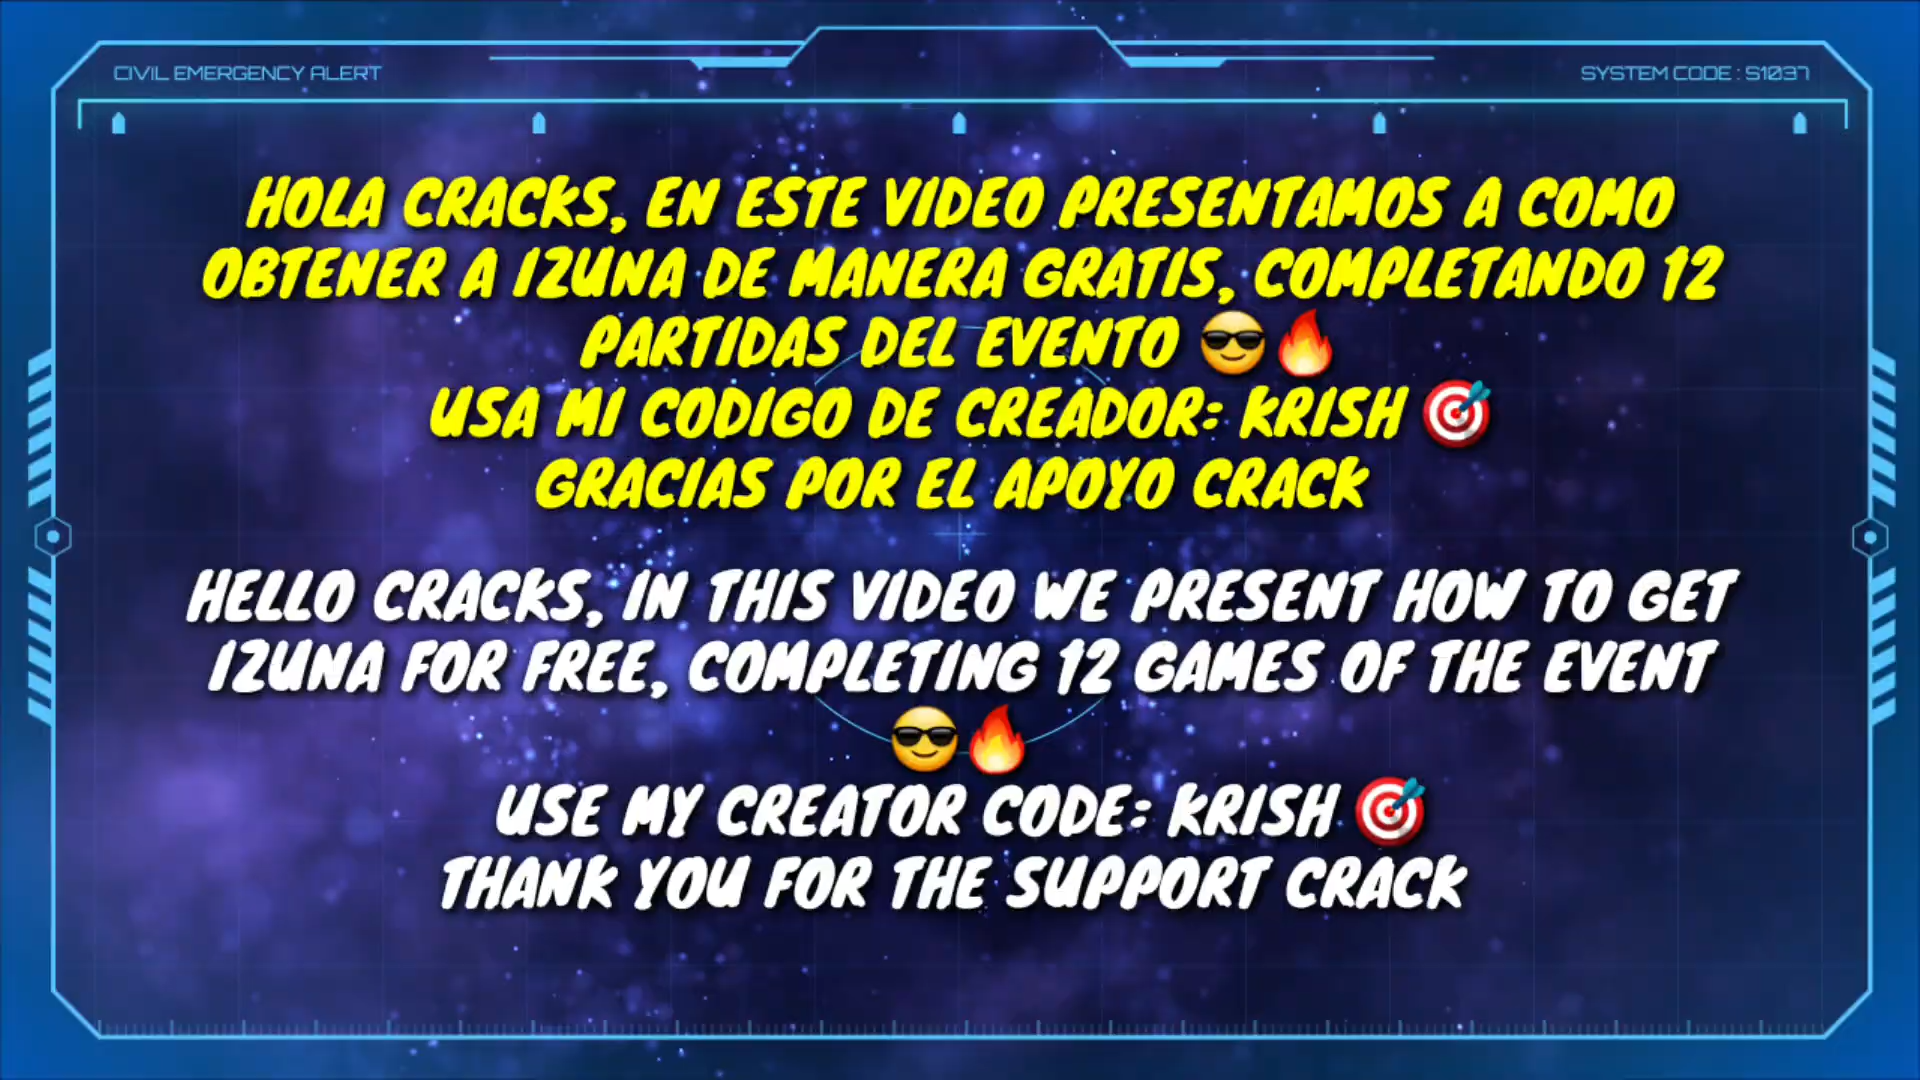 CIVIL EMERGENCY ALERT
SYSTEM CODE : S1037
HOLA CRACKS, EN ESTE VIDEO PRESENTAMOS A COMO
OBTENER A IZUNA DE MANERA GRATIS, COMPLETANDO 12
PARTIDAS DEL EVENTO 😎🔥
USA MI CODIGO DE CREADOR: KRISH 🎯
GRACIAS POR EL APOYO CRACK
HELLO CRACKS, IN THIS VIDEO WE PRESENT HOW TO GET
IZUNA FOR FREE, COMPLETING 12 GAMES OF THE EVENT
😎🔥
USE MY CREATOR CODE: KRISH 🎯
THANK YOU FOR THE SUPPORT CRACK